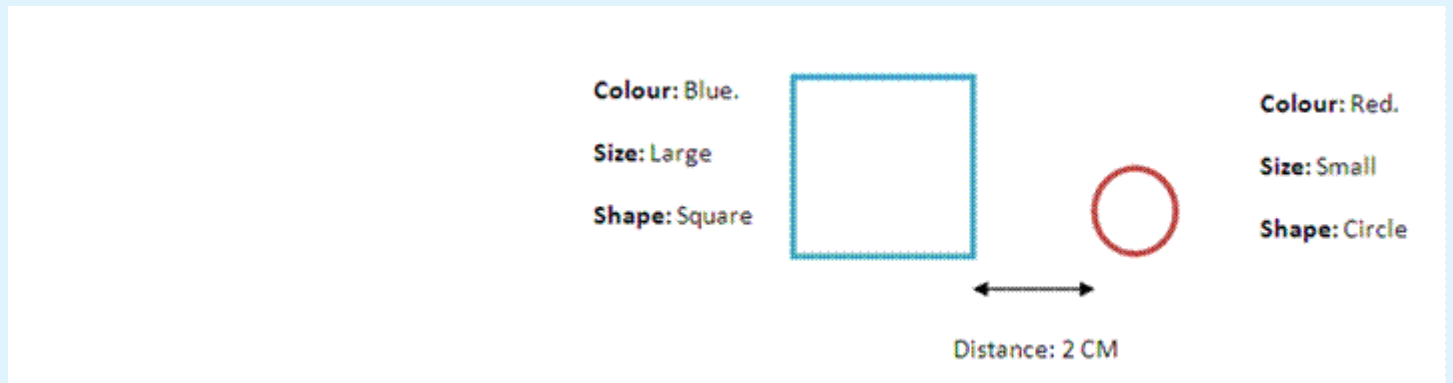 Colour: Blue.
Size: Large
Shape: Square
Colour: Red.
Size: Small
Shape: Circle
Distance: 2 CM